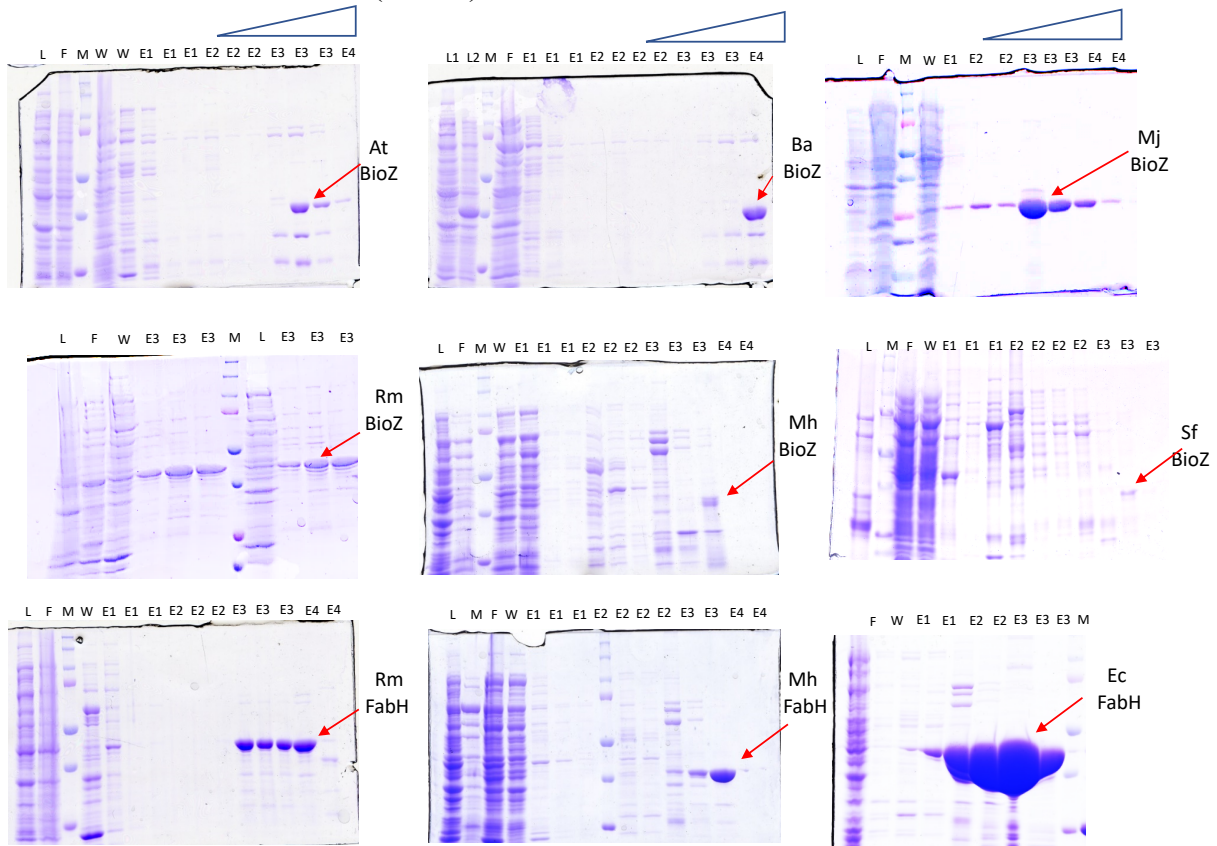 L F M W W E1 E1 E1 E2 E2 E2 E3 E3 E3 E4
At
BioZ
L1 L2 M F E1 E1 E1 E2 E2 E2 E2 E3 E3 E3 E4
Ba
BioZ
L F M W E1 E2 E2 E3 E3 E3 E4 E4
Mj
BioZ
L F W E3 E3 E3 M L E3 E3 E3
Rm
BioZ
L F M W E1 E1 E1 E2 E2 E2 E3 E3 E3 E4 E4
Mh
BioZ
L M F W E1 E1 E1 E2 E2 E2 E2 E3 E3 E3
Sf
BioZ
L F M W E1 E1 E1 E2 E2 E2 E3 E3 E3 E4 E4
Rm
FabH
L M F W E1 E1 E1 E2 E2 E2 E3 E3 E4 E4
Mh
FabH
F W E1 E1 E2 E2 E3 E3 E3 M
Ec
FabH